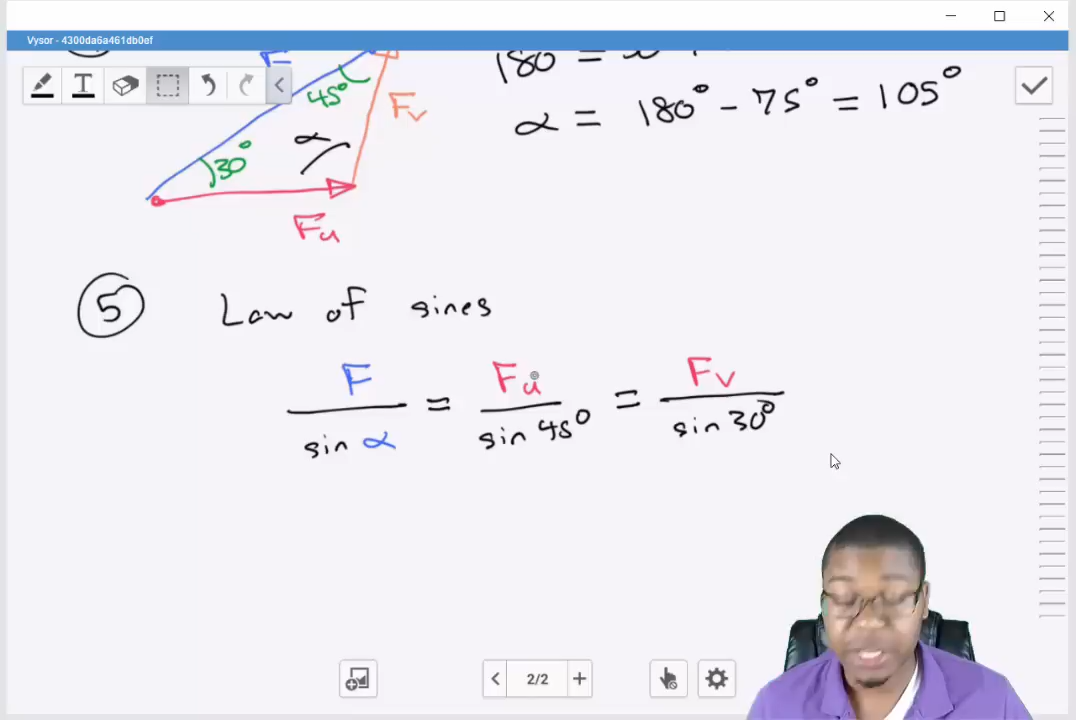 Vysor - 4300da6a461db0ef
180 =
F
45°
Fv
α = 180° - 75° = 105°
α
30°
Fu
5 Law of sines
F/sin α = Fu/sin 45° = Fv/sin 30°
2/2